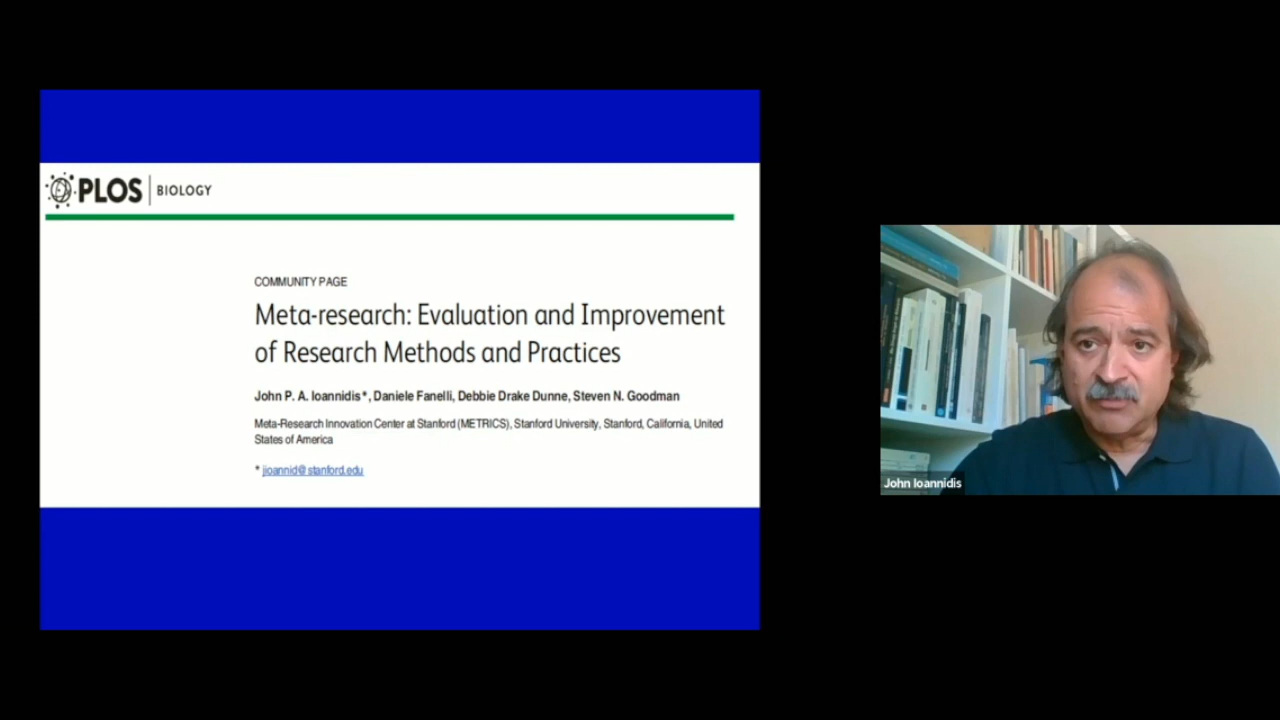 PLOS BIOLOGY
COMMUNITY PAGE
Meta-research: Evaluation and Improvement
of Research Methods and Practices
John P. A. Ioannidis*, Daniele Fanelli, Debbie Drake Dunne, Steven N. Goodman
Meta-Research Innovation Center at Stanford (METRICS), Stanford University, Stanford, California, United
States of America
* jioannid@stanford.edu
John Ioannidis